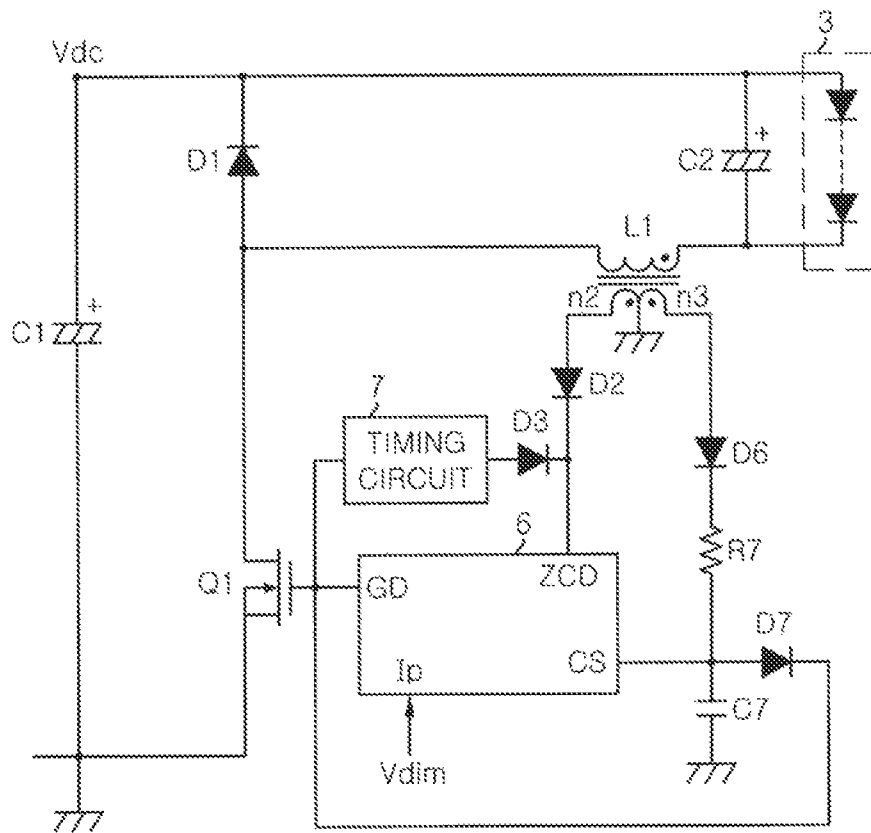 3
Vdc
+
D1
C2
L1
+
C1
n2
n3
7
D2
D3
TIMING
CIRCUIT
D6
6
R7
ZCD
Q1
GD
D7
CS
Ip
C7
Vdim